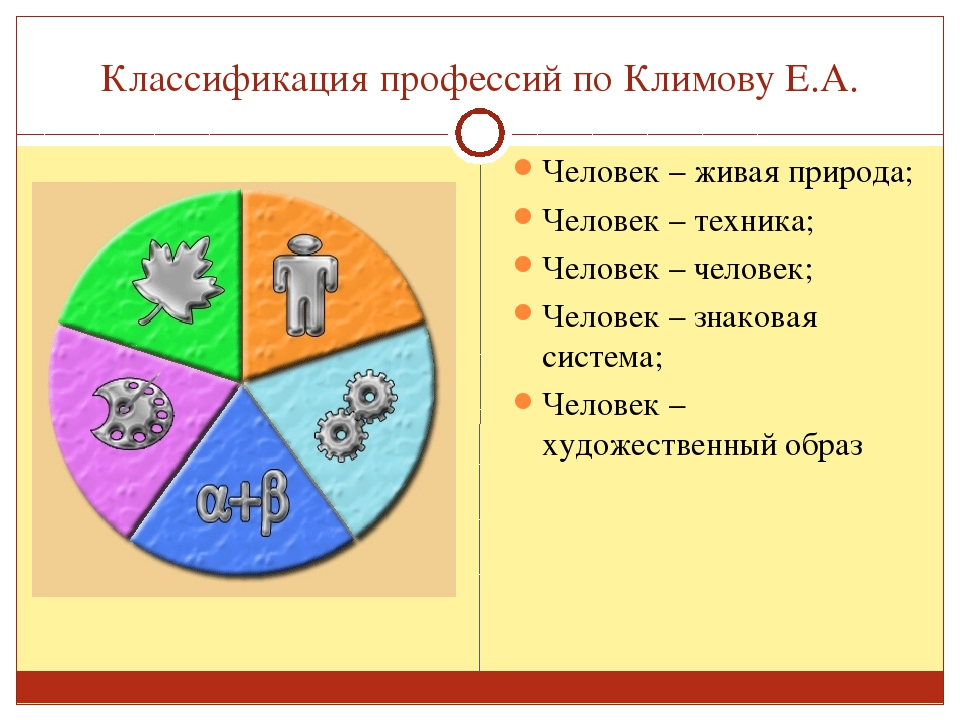 Классификация профессий по Климову Е.А.
Человек – живая природа;
Человек – техника;
Человек – человек;
Человек – знаковая
система;
Человек –
художественный образ
α+β